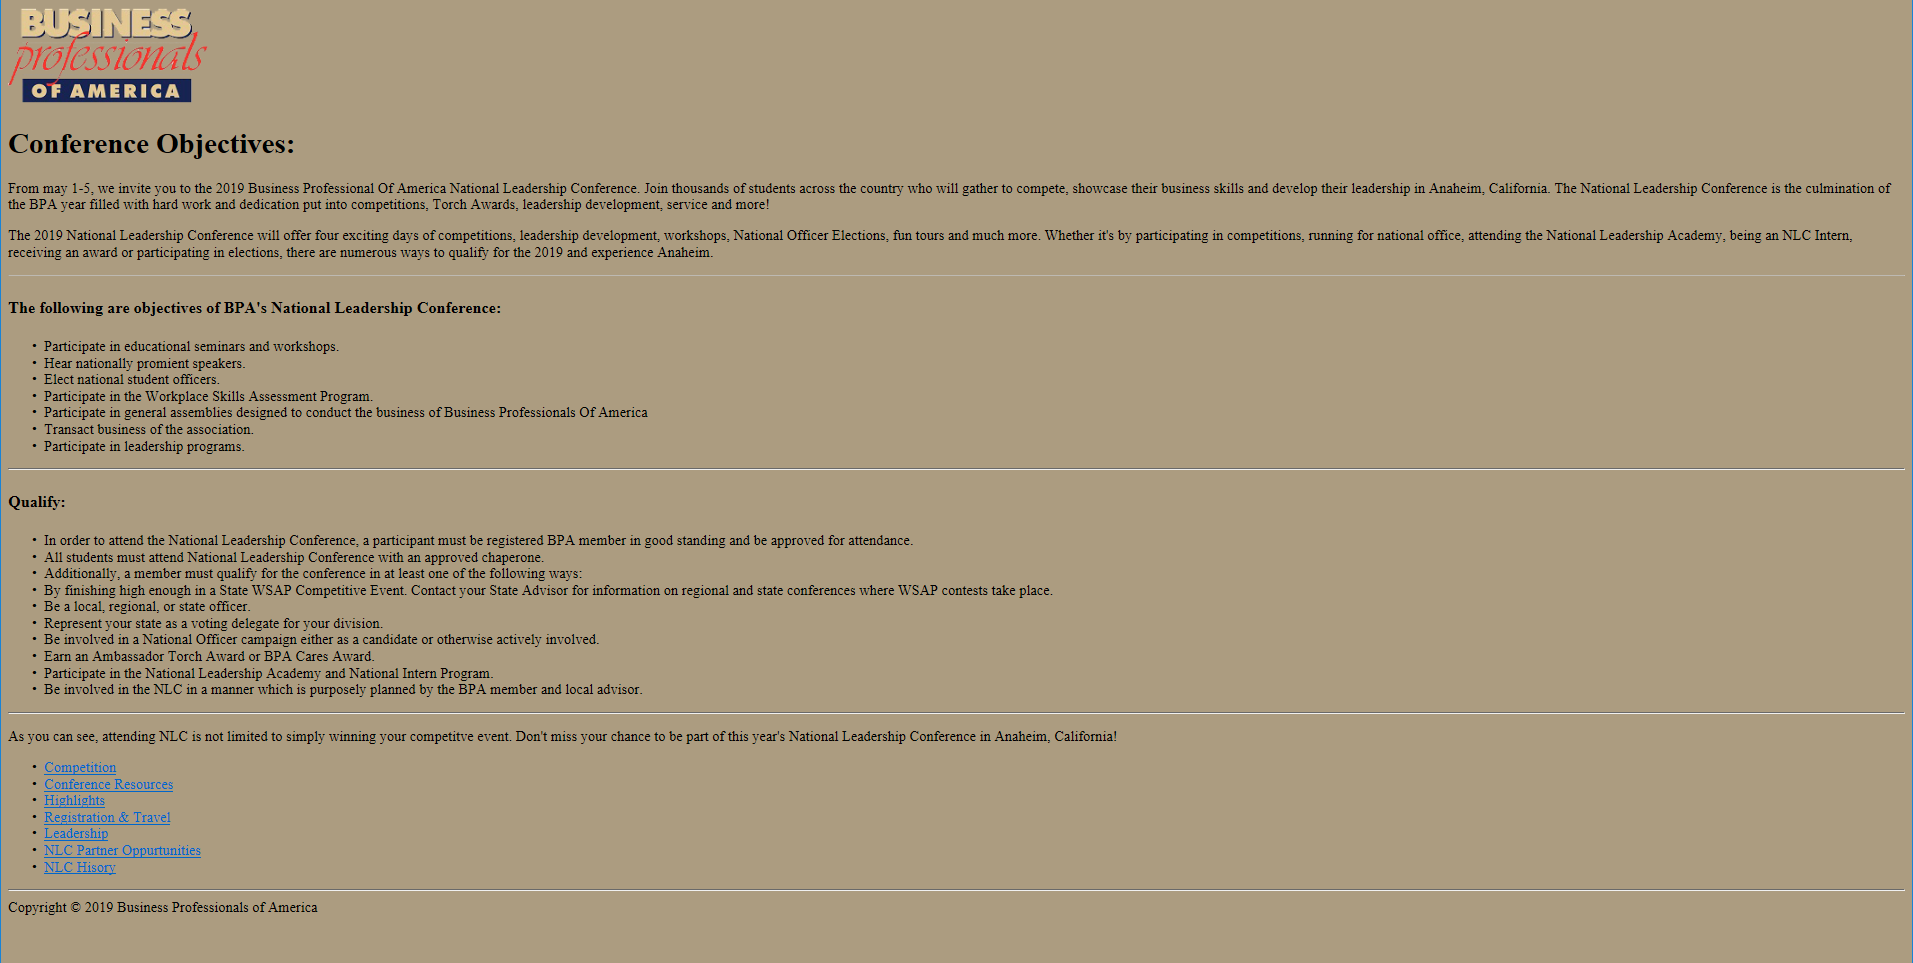 BUSINESS
professionals
OF AMERICA
Conference Objectives:
From may 1-5, we invite you to the 2019 Business Professional Of America National Leadership Conference. Join thousands of students across the country who will gather to compete, showcase their business skills and develop their leadership in Anaheim, California. The National Leadership Conference is the culmination of
the BPA year filled with hard work and dedication put into competitions, Torch Awards, leadership development, service and more!
The 2019 National Leadership Conference will offer four exciting days of competitions, leadership development, workshops, National Officer Elections, fun tours and much more. Whether it's by participating in competitions, running for national office, attending the National Leadership Academy, being an NLC Intern,
receiving an award or participating in elections, there are numerous ways to qualify for the 2019 and experience Anaheim.
The following are objectives of BPA's National Leadership Conference:
• Participate in educational seminars and workshops.
• Hear nationally promient speakers.
• Elect national student officers.
• Participate in the Workplace Skills Assessment Program.
• Participate in general assemblies designed to conduct the business of Business Professionals Of America
• Transact business of the association.
• Participate in leadership programs.
Qualify:
• In order to attend the National Leadership Conference, a participant must be registered BPA member in good standing and be approved for attendance.
• All students must attend National Leadership Conference with an approved chaperone.
• Additionally, a member must qualify for the conference in at least one of the following ways:
• By finishing high enough in a State WSAP Competitive Event. Contact your State Advisor for information on regional and state conferences where WSAP contests take place.
• Be a local, regional, or state officer.
• Represent your state as a voting delegate for your division.
• Be involved in a National Officer campaign either as a candidate or otherwise actively involved.
• Earn an Ambassador Torch Award or BPA Cares Award.
• Participate in the National Leadership Academy and National Intern Program.
• Be involved in the NLC in a manner which is purposely planned by the BPA member and local advisor.
As you can see, attending NLC is not limited to simply winning your competitve event. Don't miss your chance to be part of this year's National Leadership Conference in Anaheim, California!
• Competition
• Conference Resources
• Highlights
• Registration & Travel
• Leadership
• NLC Partner Oppurtunities
• NLC Hisory
Copyright © 2019 Business Professionals of America